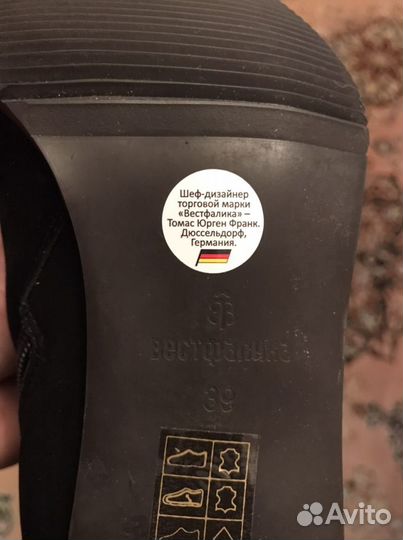 Шеф-дизайнер
торговой марки
«Вестфалика» –
Томас Юрген Франк.
Дюссельдорф,
Германия.
вестфалика
39
Avito